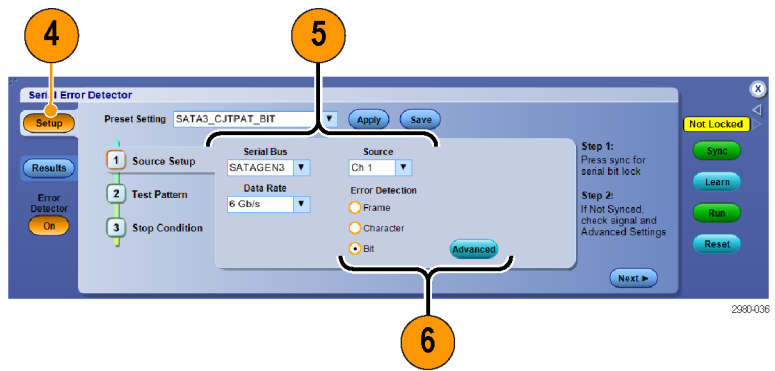 4
5
Serial Error Detector
X
Setup
Preset Setting
SATA3_CJTPAT_BIT
Apply
Save
Not Locked
Results
Error
Detector
On
1 Source Setup
2 Test Pattern
3 Stop Condition
Serial Bus
SATAGEN3
Data Rate
6 Gb/s
Source
Ch 1
Error Detection
Frame
Character
Bit
Advanced
Step 1:
Press sync for
serial bit lock
Step 2:
If Not Synced,
check signal and
Advanced Settings
Next
Sync
Learn
Run
Reset
2980-036
6